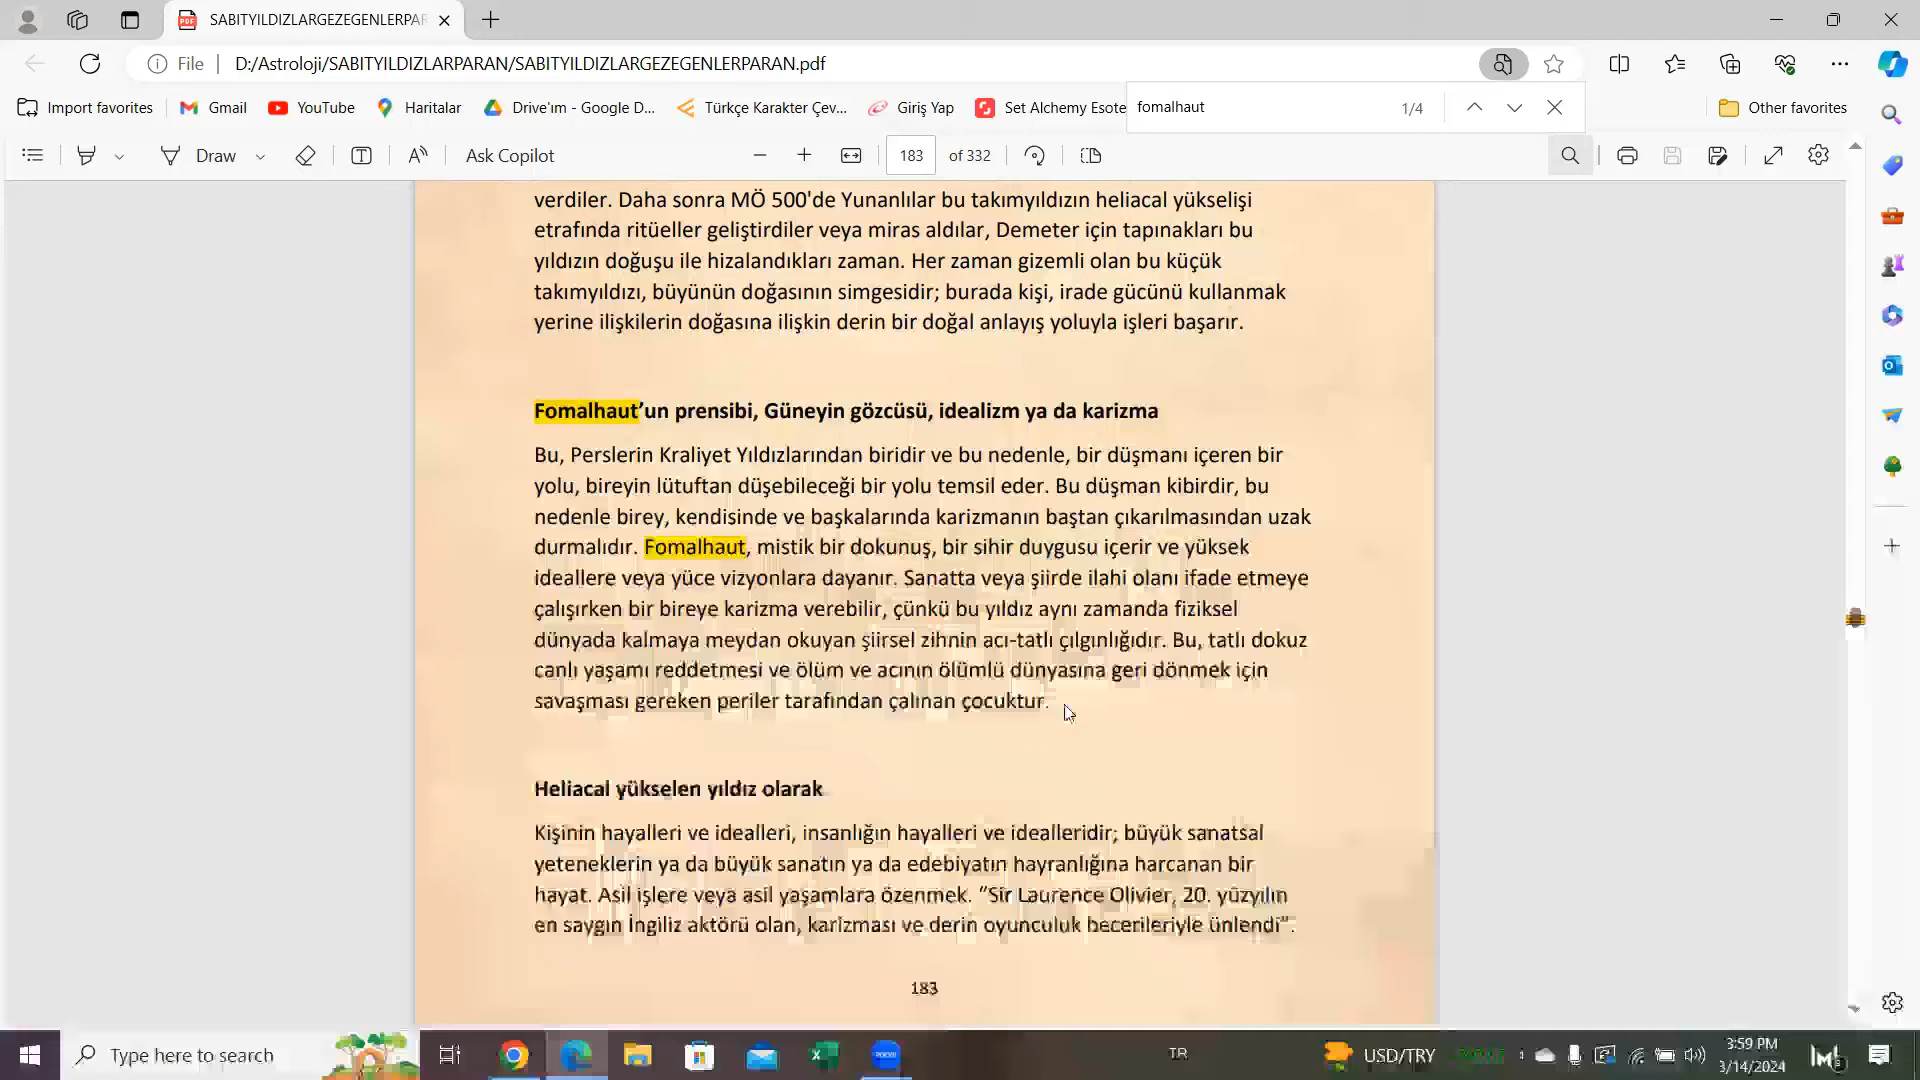 SABITYILDIZLARGEZEGENLERPAR
File
D:/Astroloji/SABITYILDIZLARPARAN/SABITYILDIZLARGEZEGENLERPARAN.pdf
Import favorites
Gmail
YouTube
Haritalar
Drive'ım - Google D...
Türkçe Karakter Çev...
Giriş Yap
Set Alchemy Esote
fomalhaut
1/4
Other favorites
Draw
Ask Copilot
183
of 332
verdiler. Daha sonra MÖ 500'de Yunanlılar bu takımyıldızın heliacal yükselişi
etrafında ritüeller geliştirdiler veya miras aldılar, Demeter için tapınakları bu
yıldızın doğuşu ile hizalandıkları zaman. Her zaman gizemli olan bu küçük
takımyıldızı, büyünün doğasının simgesidir; burada kişi, irade gücünü kullanmak
yerine ilişkilerin doğasına ilişkin derin bir doğal anlayış yoluyla işleri başarır.
Fomalhaut'un prensibi, Güneyin gözcüsü, idealizm ya da karizma
Bu, Perslerin Kraliyet Yıldızlarından biridir ve bu nedenle, bir düşmanı içeren bir
yolu, bireyin lütuftan düşebileceği bir yolu temsil eder. Bu düşman kibirdir, bu
nedenle birey, kendisinde ve başkalarında karizmanın baştan çıkarılmasından uzak
durmalıdır. Fomalhaut, mistik bir dokunuş, bir sihir duygusu içerir ve yüksek
ideallere veya yüce vizyonlara dayanır. Sanatta veya şiirde ilahi olanı ifade etmeye
çalışırken bir bireye karizma verebilir, çünkü bu yıldız aynı zamanda fiziksel
dünyada kalmaya meydan okuyan şiirsel zihnin acı-tatlı çılgınlığıdır. Bu, tatlı dokuz
canlı yaşamı reddetmesi ve ölüm ve acının ölümlü dünyasına geri dönmek için
savaşması gereken periler tarafından çalınan çocuktur.
Heliacal yükselen yıldız olarak
Kişinin hayalleri ve idealleri, insanlığın hayalleri ve idealleridir; büyük sanatsal
yeteneklerin ya da büyük sanatın ya da edebiyatın hayranlığına harcanan bir
hayat. Asil işlere veya asil yaşamlara özenmek. "Sir Laurence Olivier, 20. yüzyılın
en saygın İngiliz aktörü olan, karizması ve derin oyunculuk becerileriyle ünlendi".
183
Type here to search
TR
USD/TRY
3:59 PM
3/14/2024